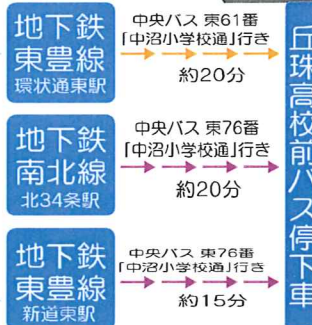 地下鉄
東豊線
環状通東駅
中央バス 東61番
「中沼小学校通」行き
約20分
地下鉄
南北線
北34条駅
中央バス 東76番
「中沼小学校通」行き
約20分
地下鉄
東豊線
新道東駅
中央バス 東76番
「中沼小学校通」行き
約15分
丘珠高校前バス停下車